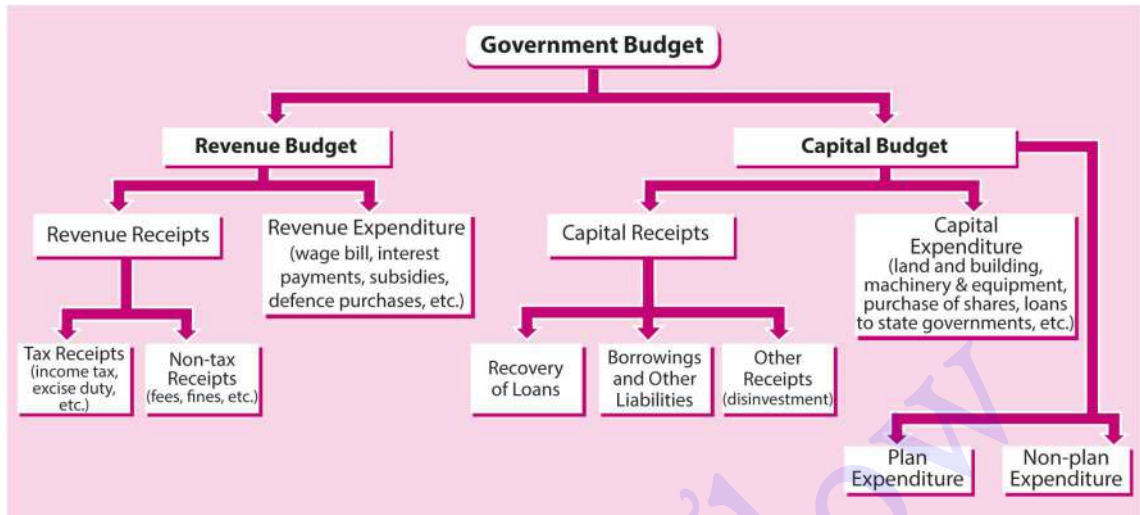 Government Budget
Revenue Budget
Capital Budget
Revenue Receipts
Revenue Expenditure
(wage bill, interest
payments, subsidies,
defence purchases, etc.)
Capital Receipts
Capital
Expenditure
(land and building,
machinery & equipment,
purchase of shares, loans
to state governments, etc.)
Tax Receipts
(income tax,
excise duty,
etc.)
Non-tax
Receipts
(fees, fines, etc.)
Recovery
of Loans
Borrowings
and Other
Liabilities
Other
Receipts
(disinvestment)
Plan
Expenditure
Non-plan
Expenditure